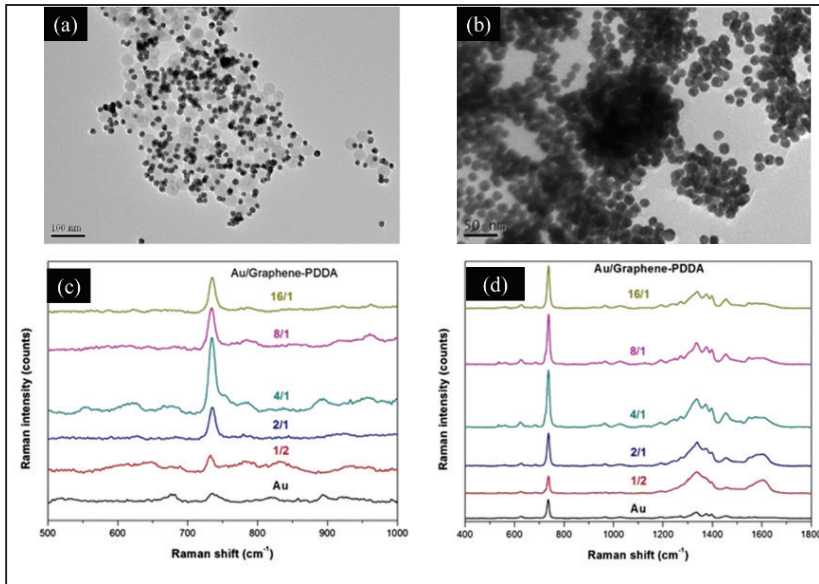 (a)
100 nm
(b)
50 nm
(c)
Au/Graphene-PDDA
16/1
8/1
4/1
2/1
1/2
Au
Raman intensity (counts)
500 600 700 800 900 1000
Raman shift (cm⁻¹)
(d)
Au/Graphene-PDDA
16/1
8/1
4/1
2/1
1/2
Au
Raman intensity (counts)
400 600 800 1000 1200 1400 1600 1800
Raman shift (cm⁻¹)